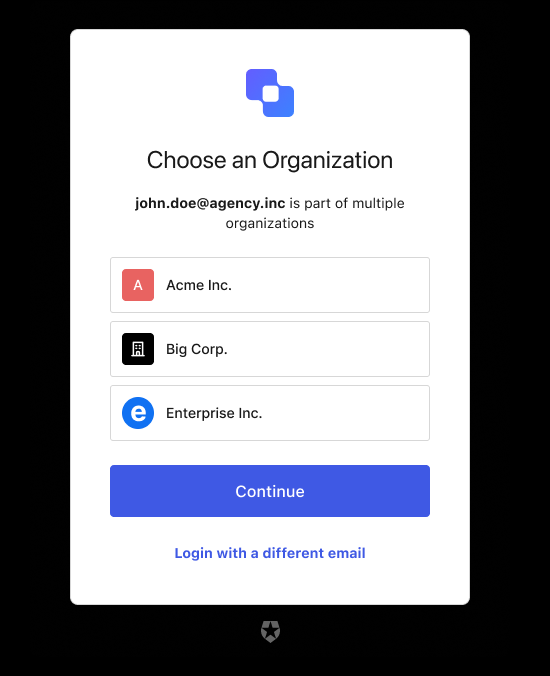 Choose an Organization
john.doe@agency.inc is part of multiple
organizations
A
Acme Inc.
Big Corp.
e
Enterprise Inc.
Continue
Login with a different email